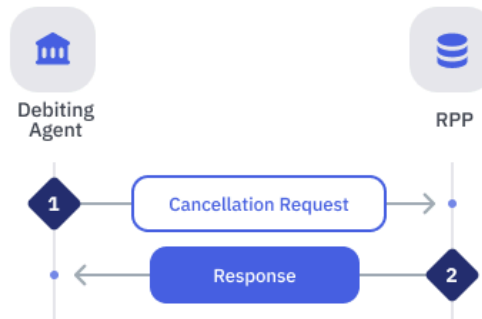 Debiting
Agent
RPP
1
Cancellation Request
Response
2